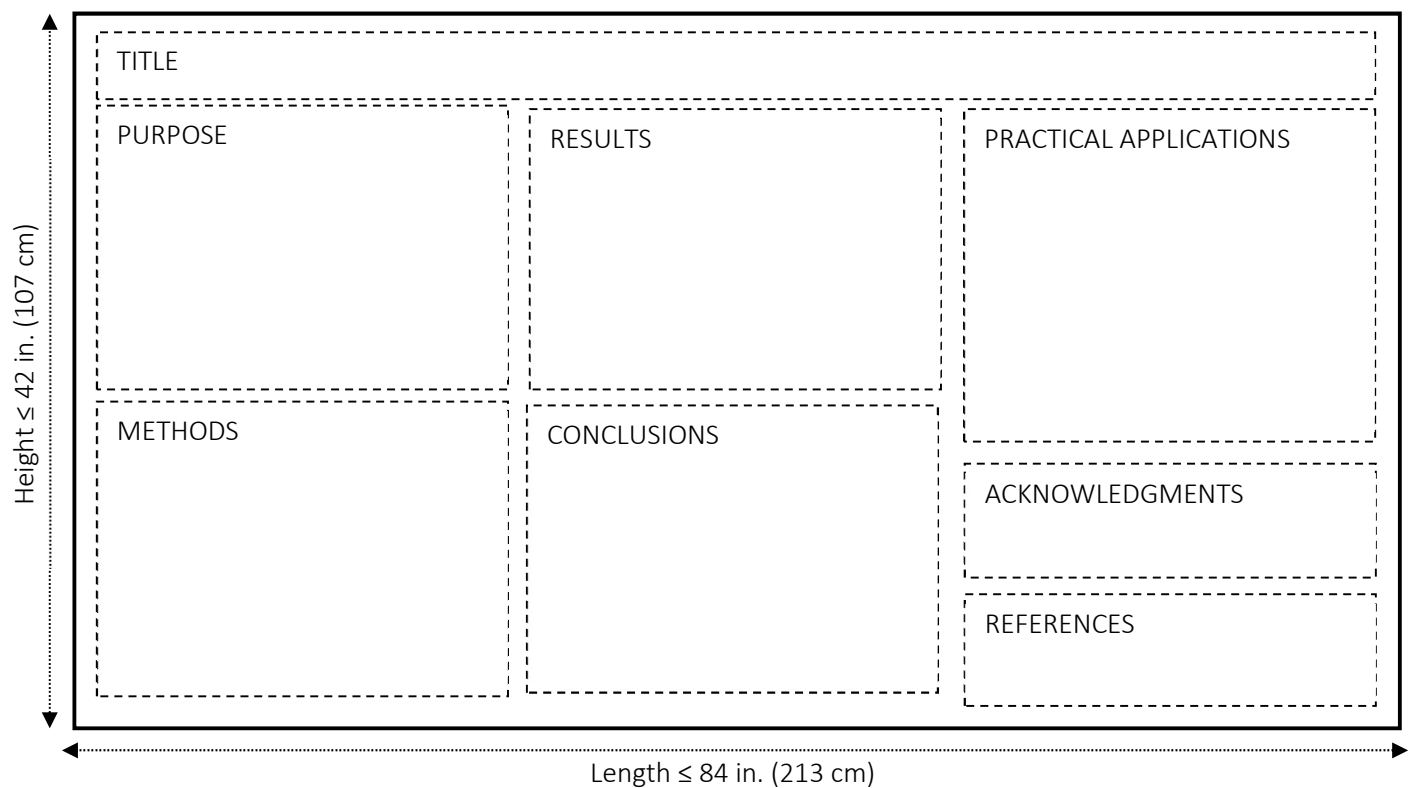 TITLE
PURPOSE
RESULTS
PRACTICAL APPLICATIONS
METHODS
CONCLUSIONS
ACKNOWLEDGMENTS
REFERENCES
Height ≤ 42 in. (107 cm)
Length ≤ 84 in. (213 cm)